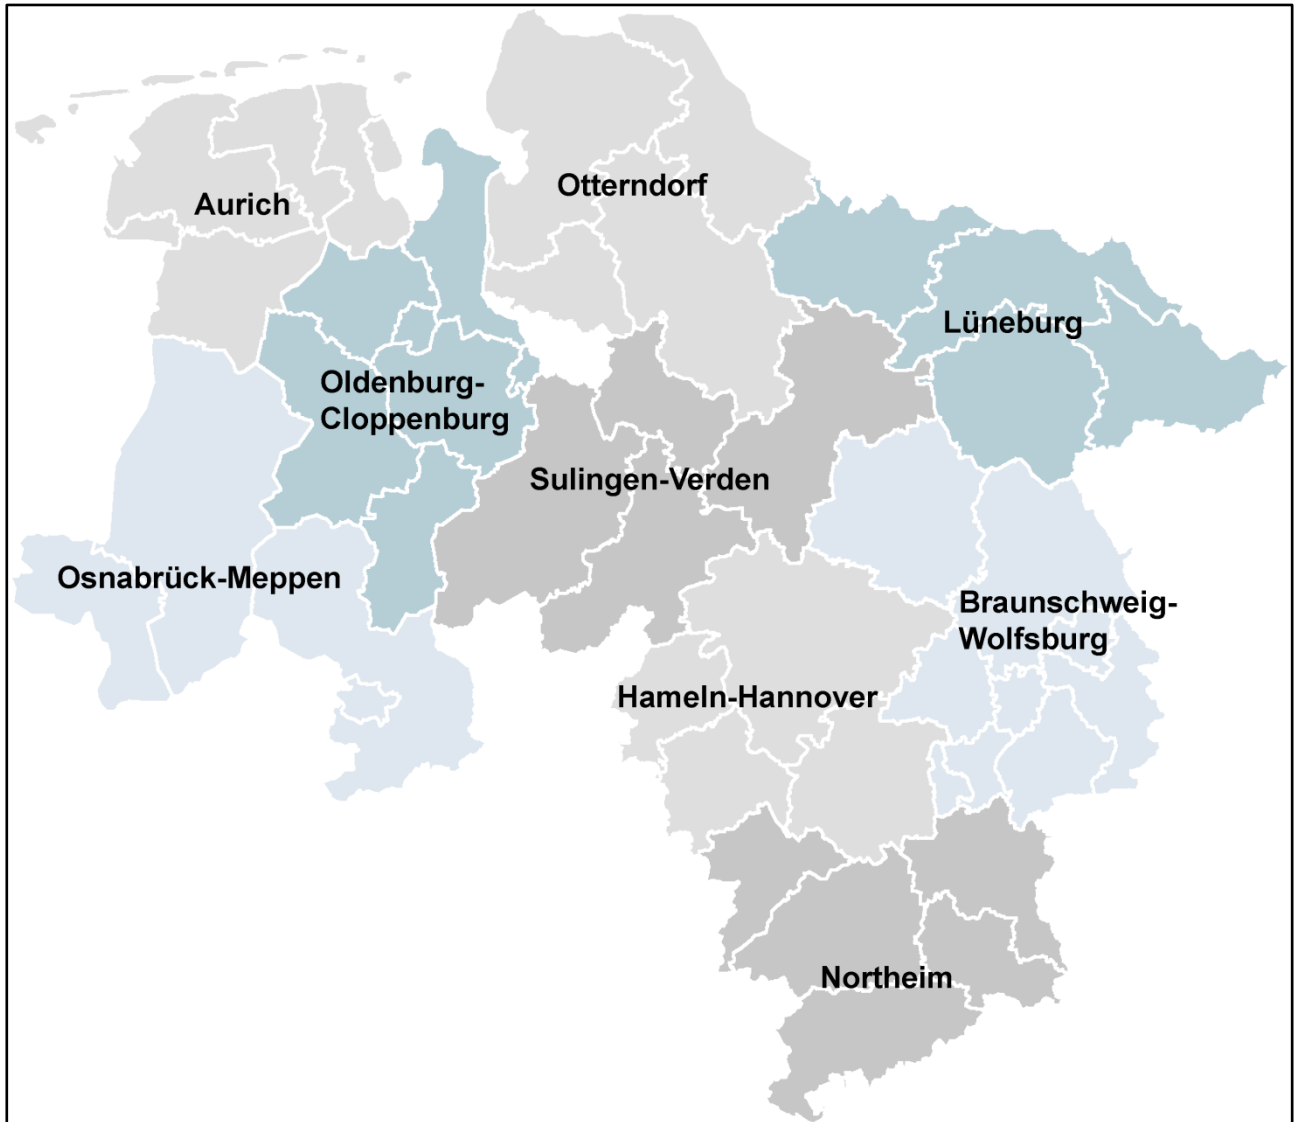 Otterndorf
Aurich
Lüneburg
Oldenburg-
Cloppenburg
Sulingen-Verden
Osnabrück-Meppen
Braunschweig-
Wolfsburg
Hameln-Hannover
Northeim